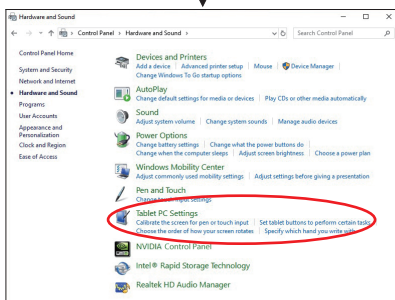 Hardware and Sound
Control Panel > Hardware and Sound >
Search Control Panel
Control Panel Home
System and Security
Network and Internet
Hardware and Sound
Programs
User Accounts
Appearance and
Personalization
Clock and Region
Ease of Access
Devices and Printers
Add a device | Advanced printer setup | Mouse | Device Manager |
Change Windows To Go startup options
AutoPlay
Change default settings for media or devices | Play CDs or other media automatically
Sound
Adjust system volume | Change system sounds | Manage audio devices
Power Options
Change battery settings | Change what the power buttons do |
Change when the computer sleeps | Adjust screen brightness | Choose a power plan
Windows Mobility Center
Adjust commonly used mobility settings | Adjust settings before giving a presentation
Pen and Touch
Change touch input settings
Tablet PC Settings
Calibrate the screen for pen or touch input | Set tablet buttons to perform certain tasks
Choose the order of how your screen rotates | Specify which hand you write with
NVIDIA Control Panel
Intel® Rapid Storage Technology
Realtek HD Audio Manager